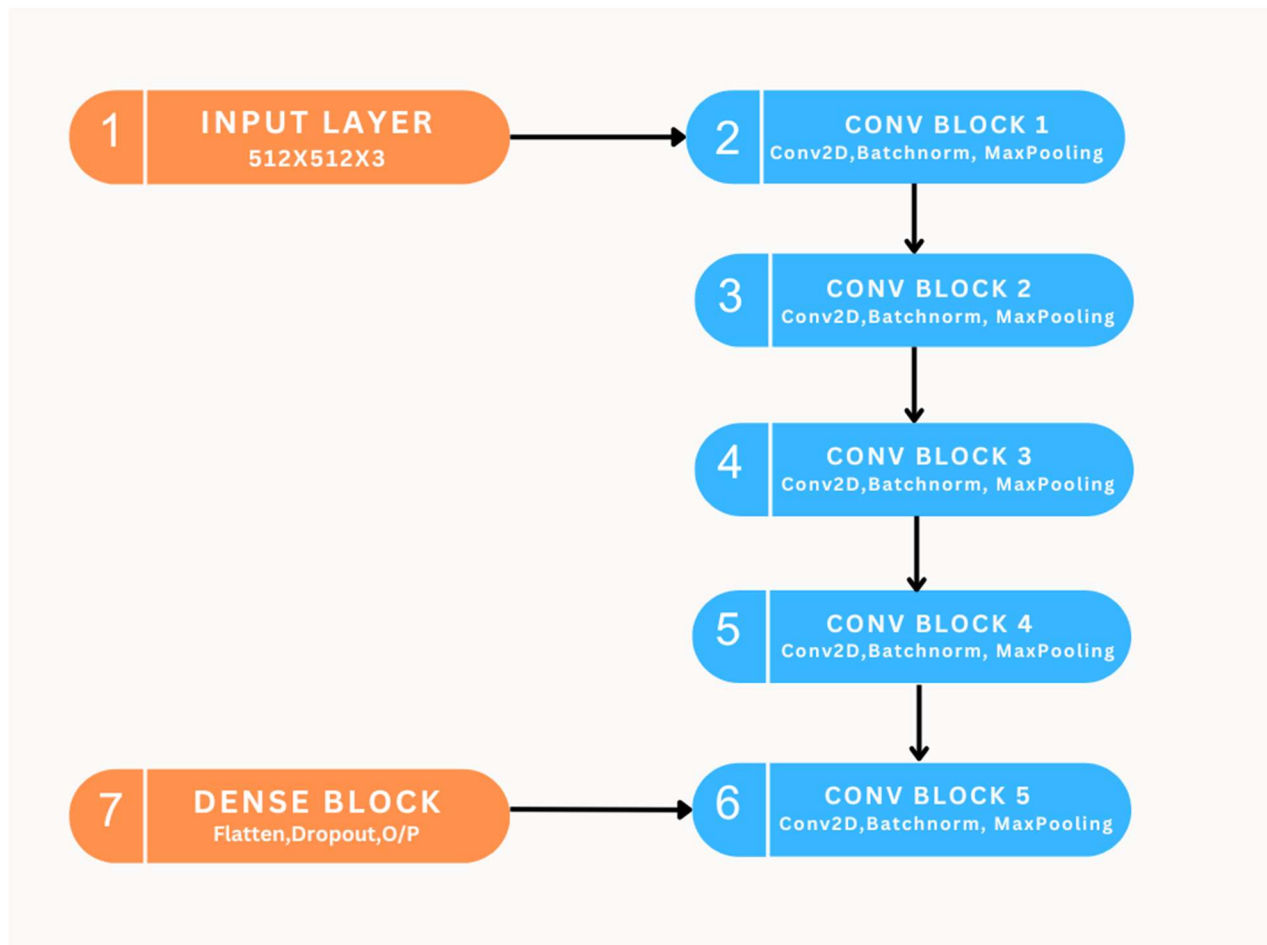 1
INPUT LAYER
512X512X3
2
CONV BLOCK 1
Conv2D,Batchnorm, MaxPooling
3
CONV BLOCK 2
Conv2D,Batchnorm, MaxPooling
4
CONV BLOCK 3
Conv2D,Batchnorm, MaxPooling
5
CONV BLOCK 4
Conv2D,Batchnorm, MaxPooling
7
DENSE BLOCK
Flatten,Dropout,O/P
6
CONV BLOCK 5
Conv2D,Batchnorm, MaxPooling